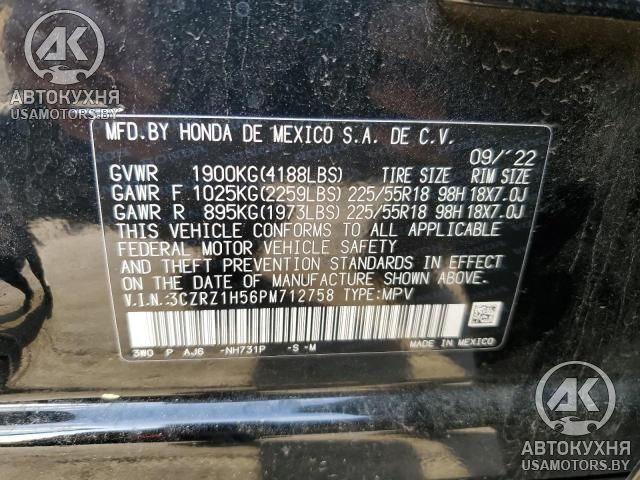 AK
АВТОКУХНЯ
USAMOTORS.BY
MFD.BY HONDA DE MEXICO S.A. DE C.V.
09/'22
GVWR 1900KG(4188LBS) TIRE SIZE RIM SIZE
GAWR F 1025KG(2259LBS) 225/55R18 98H 18X7.0J
GAWR R 895KG(1973LBS) 225/55R18 98H 18X7.0J
THIS VEHICLE CONFORMS TO ALL APPLICABLE
FEDERAL MOTOR VEHICLE SAFETY
AND THEFT PREVENTION STANDARDS IN EFFECT
ON THE DATE OF MANUFACTURE SHOWN ABOVE.
V.I.N.:3CZRZ1H56PM712758 TYPE:MPV
3W0 P AJ6 -NH731P -S-M MADE IN MEXICO
AK
АВТОКУХНЯ
USAMOTORS.BY